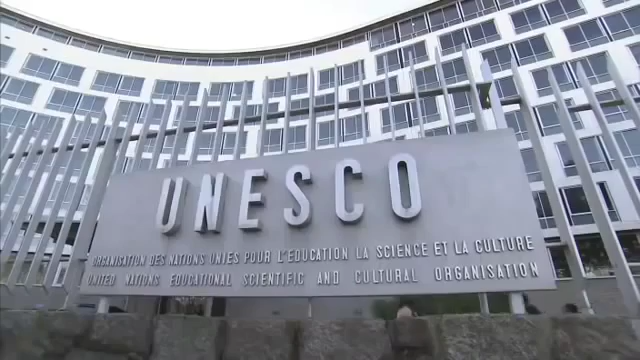 UNESCO
ORGANISATION DES NATIONS UNIES POUR L'EDUCATION LA SCIENCE ET LA CULTURE
UNITED NATIONS EDUCATIONAL SCIENTIFIC AND CULTURAL ORGANISATION